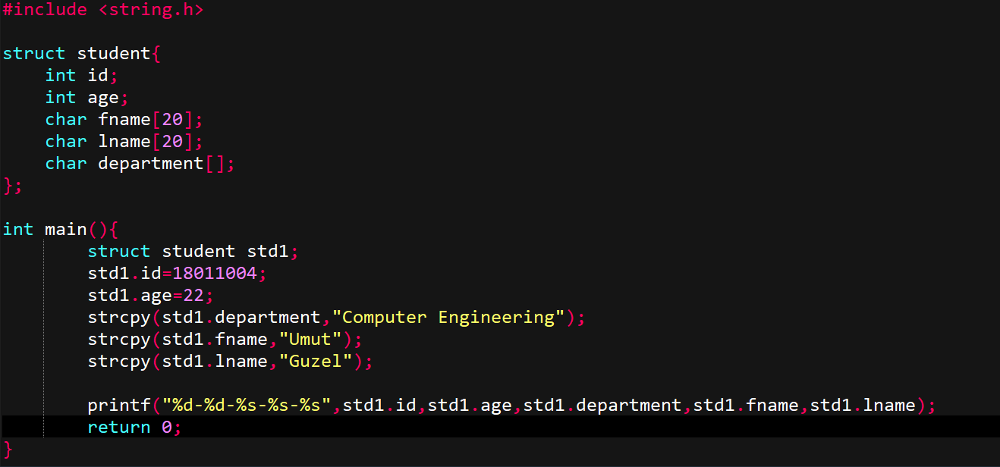 #include <string.h>
struct student{
int id;
int age;
char fname[20];
char lname[20];
char department[];
};
int main(){
struct student std1;
std1.id=18011004;
std1.age=22;
strcpy(std1.department,"Computer Engineering");
strcpy(std1.fname,"Umut");
strcpy(std1.lname,"Guzel");
printf("%d-%d-%s-%s-%s",std1.id,std1.age,std1.department,std1.fname,std1.lname);
return 0;
}